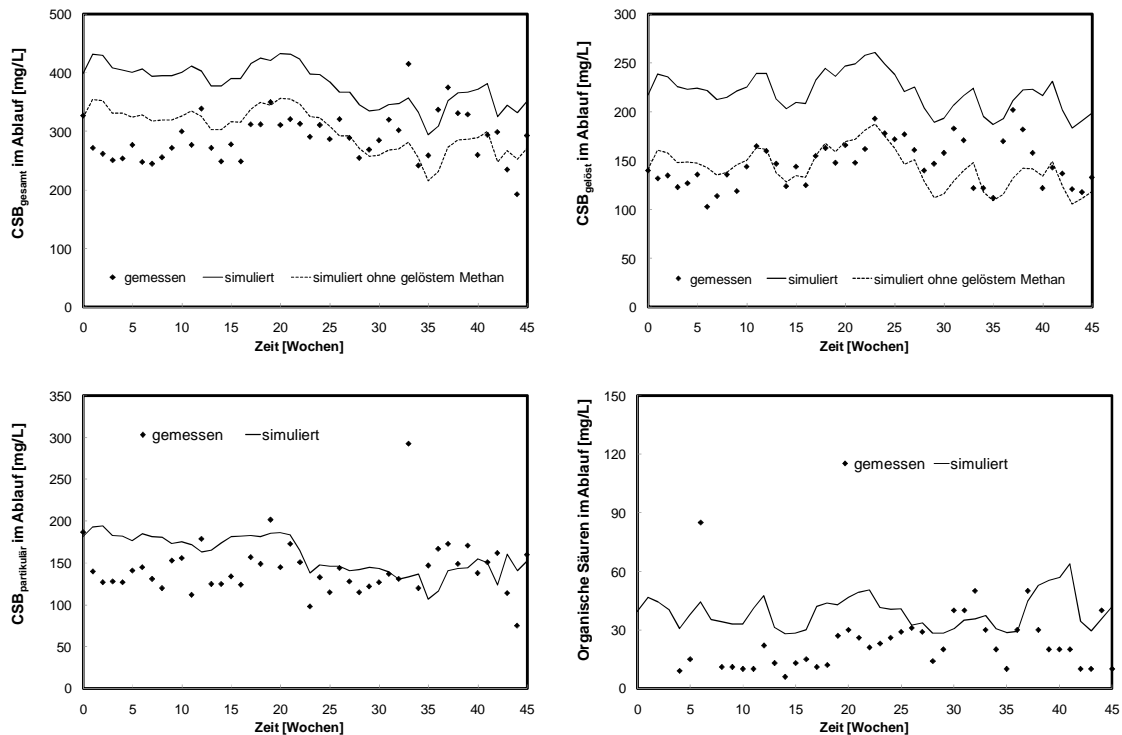 CSBgesamt im Ablauf [mg/L]
500
400
300
200
100
0
gemessen simuliert simuliert ohne gelöstem Methan
0 5 10 15 20 25 30 35 40 45
Zeit [Wochen]
CSBgelöst im Ablauf [mg/L]
300
250
200
150
100
50
0
gemessen simuliert simuliert ohne gelöstem Methan
0 5 10 15 20 25 30 35 40 45
Zeit [Wochen]
CSBpartikulär im Ablauf [mg/L]
350
300
250
200
150
100
50
0
gemessen simuliert
0 5 10 15 20 25 30 35 40 45
Zeit [Wochen]
Organische Säuren im Ablauf [mg/L]
150
120
90
60
30
0
gemessen simuliert
0 5 10 15 20 25 30 35 40 45
Zeit [Wochen]